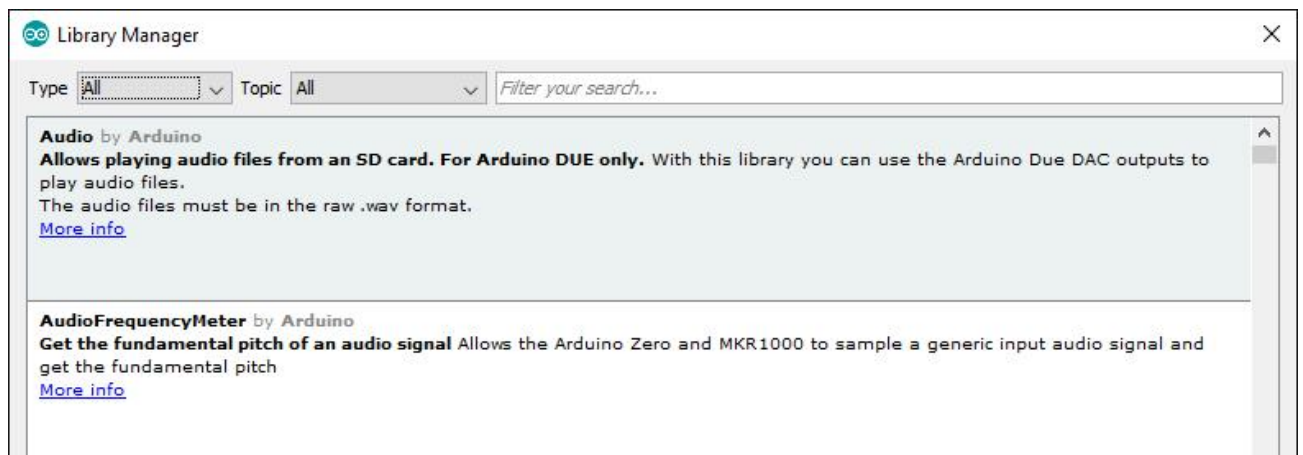 Library Manager
Type All Topic All Filter your search...
Audio by Arduino
Allows playing audio files from an SD card. For Arduino DUE only. With this library you can use the Arduino Due DAC outputs to
play audio files.
The audio files must be in the raw .wav format.
More info
AudioFrequencyMeter by Arduino
Get the fundamental pitch of an audio signal Allows the Arduino Zero and MKR1000 to sample a generic input audio signal and
get the fundamental pitch
More info